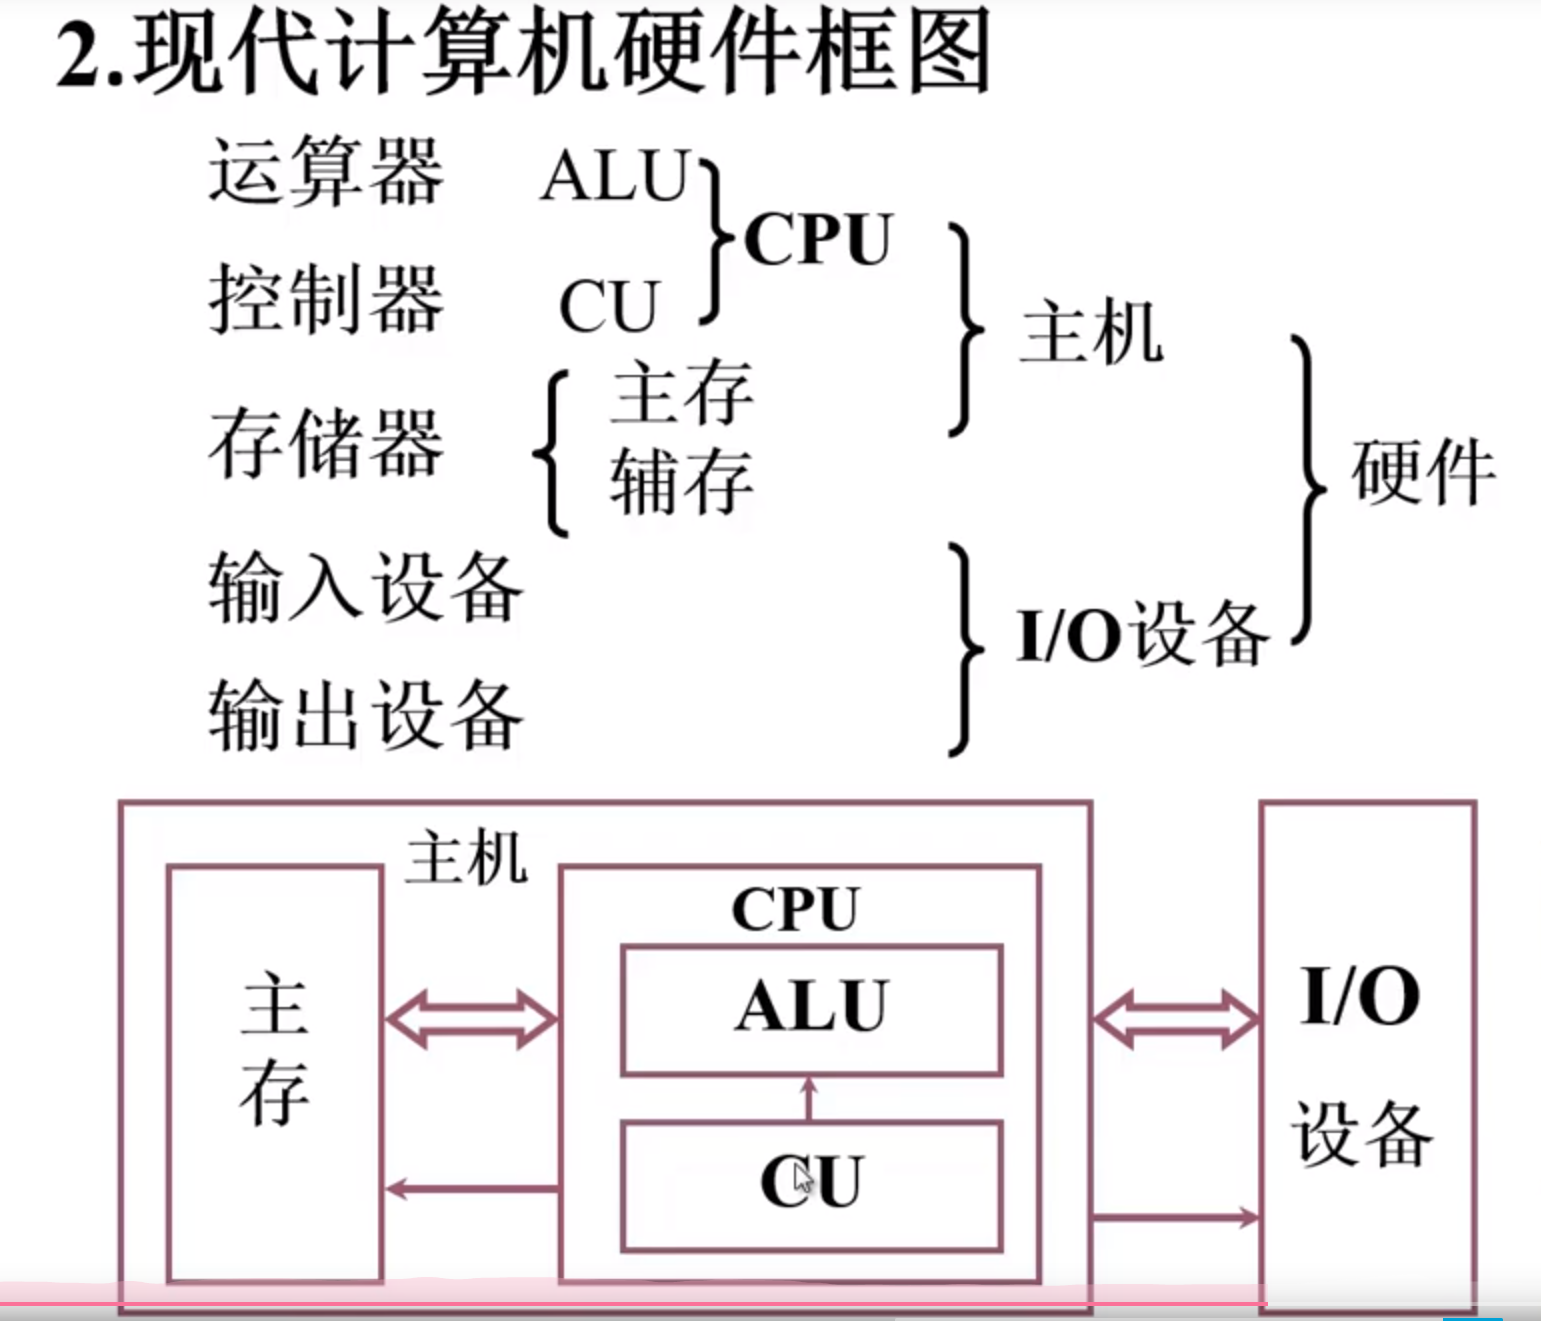 2.现代计算机硬件框图
运算器 ALU
CPU
控制器 CU
主机
存储器
主存
辅存
硬件
输入设备
I/O设备
输出设备
主机
CPU
主存
ALU
CU
I/O
设备